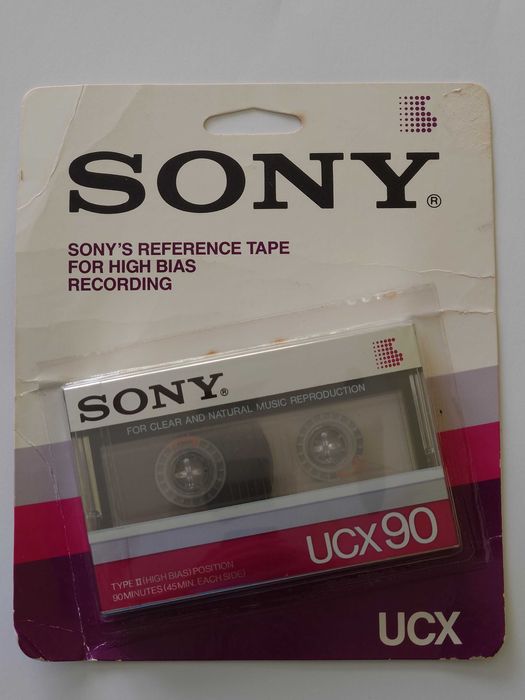 SONY®
SONY'S REFERENCE TAPE
FOR HIGH BIAS
RECORDING
SONY®
FOR CLEAR AND NATURAL MUSIC REPRODUCTION
UCX90
TYPE II (HIGH BIAS) POSITION
90MINUTES (45MIN. EACH SIDE)
UCX